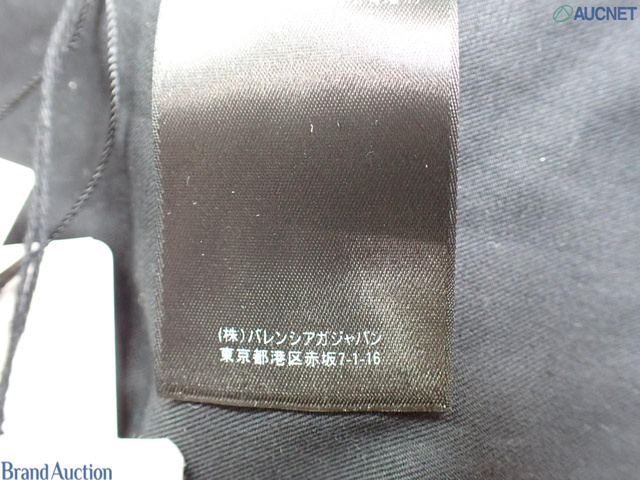 AUCNET
(株)バレンシアガジャパン
東京都港区赤坂7-1-16
Brand Auction